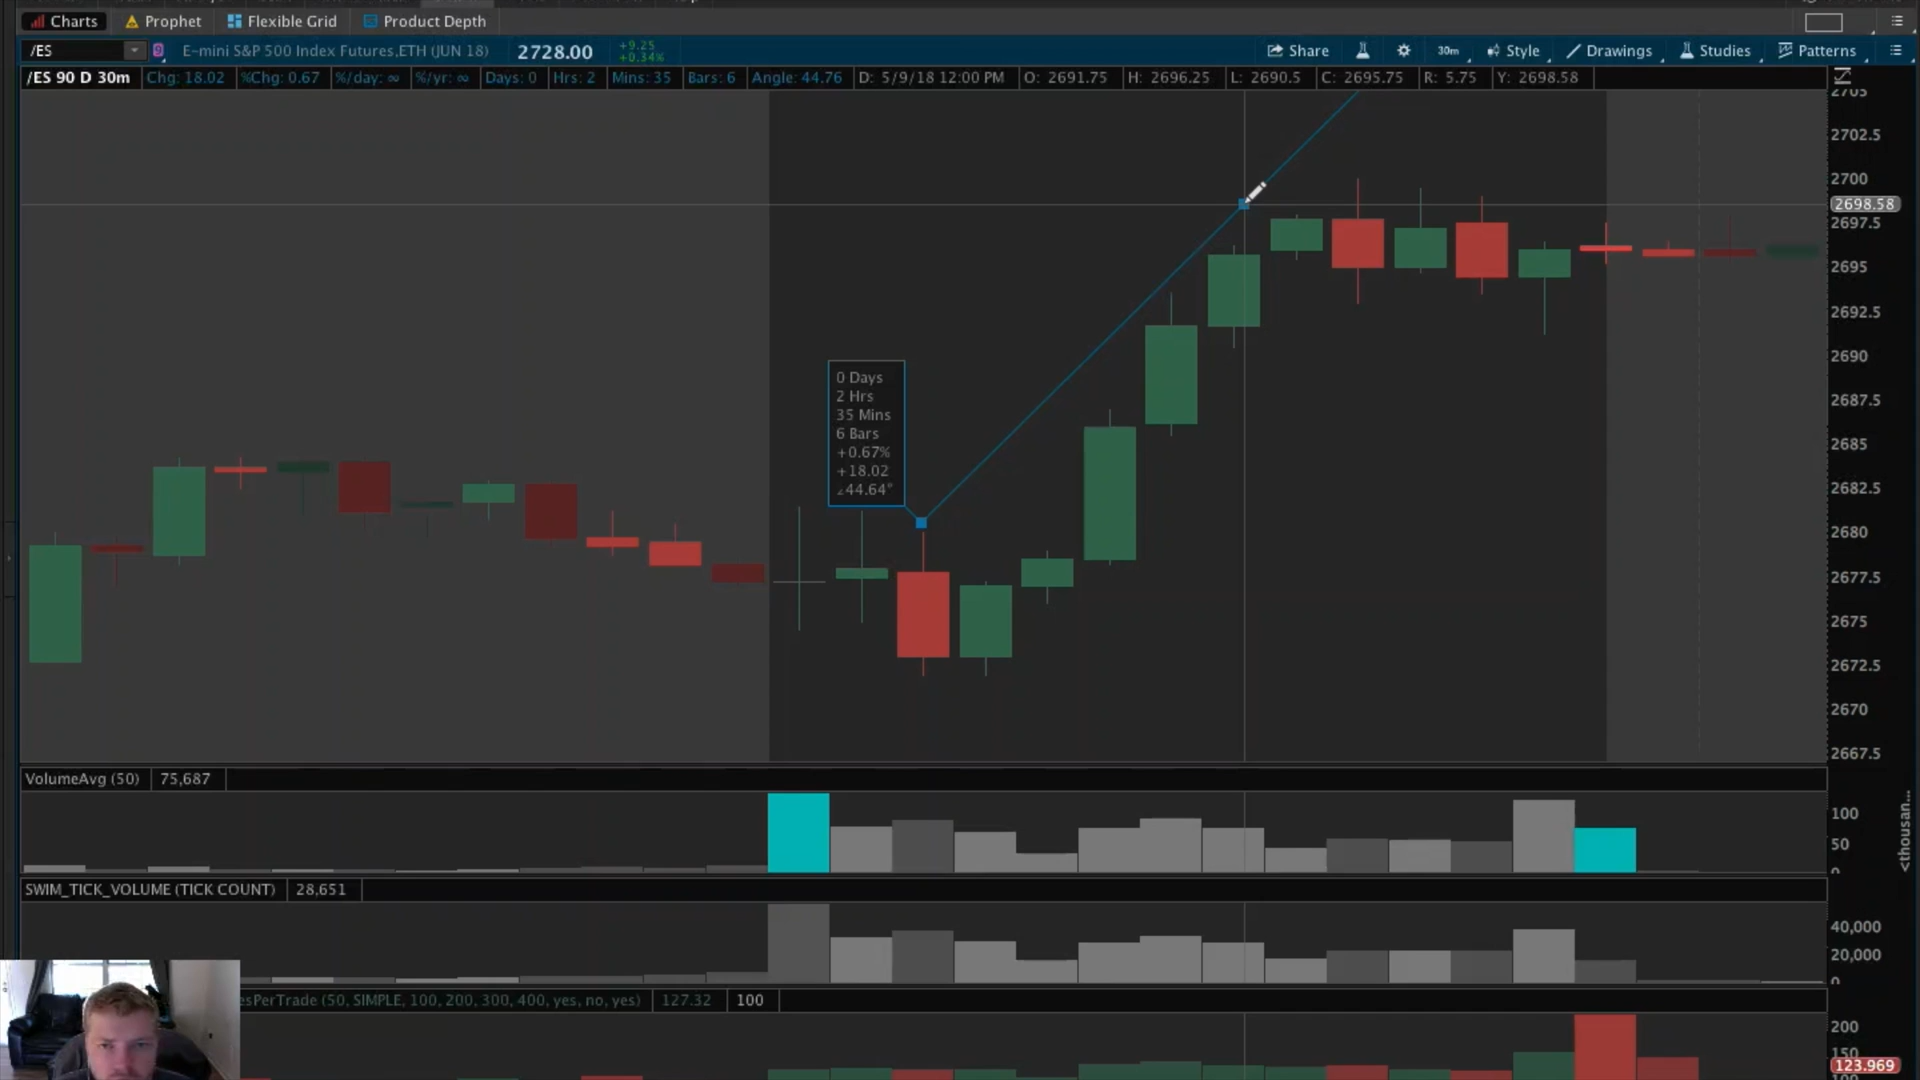 Charts Prophet Flexible Grid Product Depth
/ES E-mini S&P 500 Index Futures,ETH (JUN 18) 2728.00 +9.25 +0.34% Share 30m Style Drawings Studies Patterns
/ES 90 D 30m Chg: 18.02 %Chg: 0.67 %/day: ∞ %/yr: ∞ Days: 0 Hrs: 2 Mins: 35 Bars: 6 Angle: 44.76 D: 5/9/18 12:00 PM O: 2691.75 H: 2696.25 L: 2690.5 C: 2695.75 R: 5.75 Y: 2698.58
2705
2702.5
2700
2698.58
2697.5
2695
2692.5
2690
2687.5
2685
2682.5
2680
2677.5
2675
2672.5
2670
2667.5
0 Days
2 Hrs
35 Mins
6 Bars
+0.67%
+18.02
∠44.64°
VolumeAvg (50) 75,687
100
50
0
<thousan...
SWIM_TICK_VOLUME (TICK COUNT) 28,651
40,000
20,000
0
esPerTrade (50, SIMPLE, 100, 200, 300, 400, yes, no, yes) 127.32 100
200
150
123.969